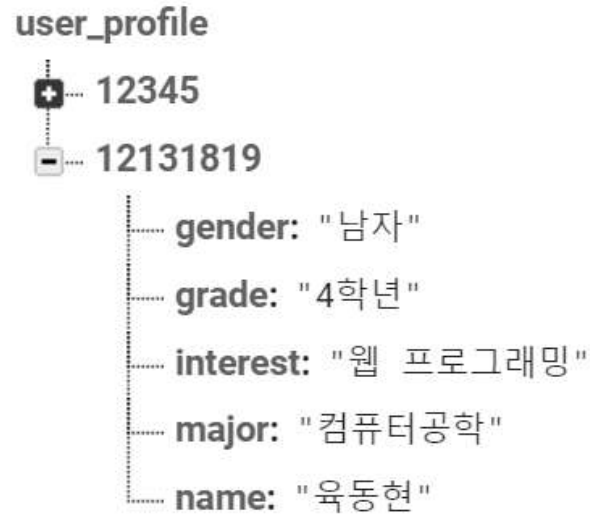 user_profile
12345
12131819
gender: "남자"
grade: "4학년"
interest: "웹 프로그래밍"
major: "컴퓨터공학"
name: "육동현"